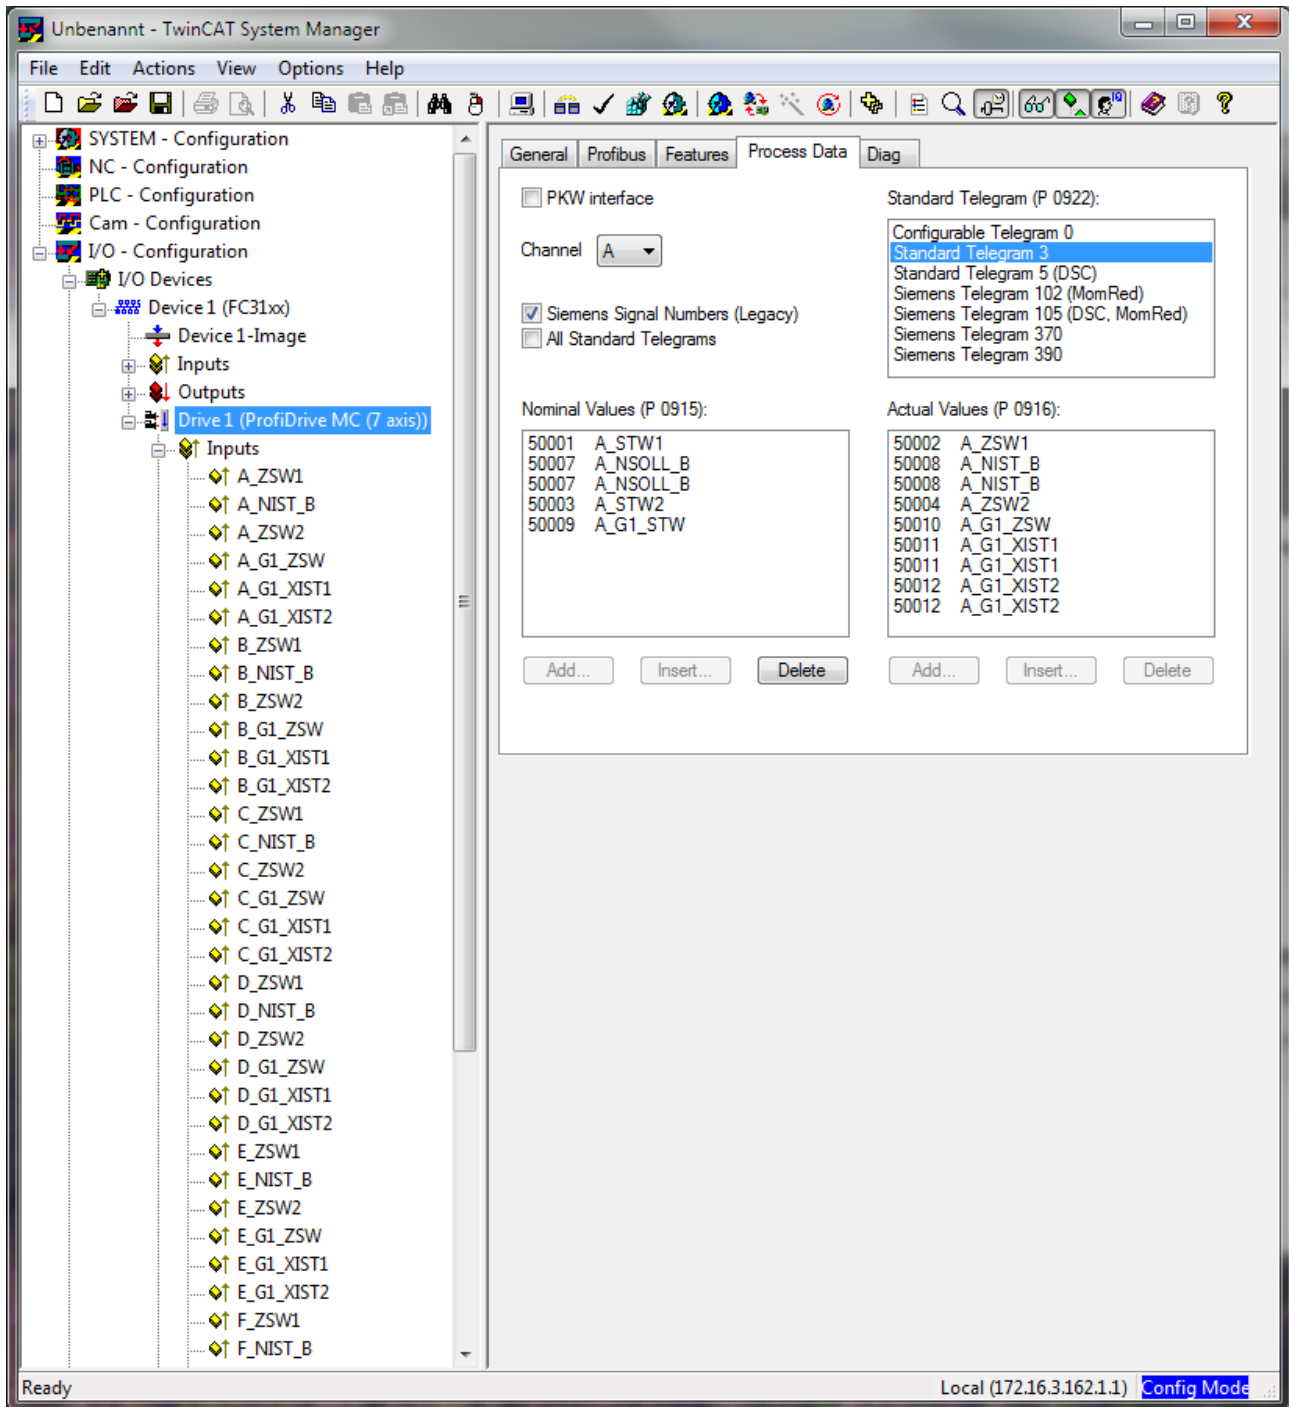 Unbenannt - TwinCAT System Manager
File Edit Actions View Options Help
SYSTEM - Configuration
NC - Configuration
PLC - Configuration
Cam - Configuration
I/O - Configuration
I/O Devices
Device 1 (FC31xx)
Device 1-Image
Inputs
Outputs
Drive 1 (ProfiDrive MC (7 axis))
Inputs
A_ZSW1
A_NIST_B
A_ZSW2
A_G1_ZSW
A_G1_XIST1
A_G1_XIST2
B_ZSW1
B_NIST_B
B_ZSW2
B_G1_ZSW
B_G1_XIST1
B_G1_XIST2
C_ZSW1
C_NIST_B
C_ZSW2
C_G1_ZSW
C_G1_XIST1
C_G1_XIST2
D_ZSW1
D_NIST_B
D_ZSW2
D_G1_ZSW
D_G1_XIST1
D_G1_XIST2
E_ZSW1
E_NIST_B
E_ZSW2
E_G1_ZSW
E_G1_XIST1
E_G1_XIST2
F_ZSW1
F_NIST_B
General Profibus Features Process Data Diag
PKW interface
Channel A
Siemens Signal Numbers (Legacy)
All Standard Telegrams
Standard Telegram (P 0922):
Configurable Telegram 0
Standard Telegram 3
Standard Telegram 5 (DSC)
Siemens Telegram 102 (MomRed)
Siemens Telegram 105 (DSC, MomRed)
Siemens Telegram 370
Siemens Telegram 390
Nominal Values (P 0915):
50001 A_STW1
50007 A_NSOLL_B
50007 A_NSOLL_B
50003 A_STW2
50009 A_G1_STW
Add... Insert... Delete
Actual Values (P 0916):
50002 A_ZSW1
50008 A_NIST_B
50008 A_NIST_B
50004 A_ZSW2
50010 A_G1_ZSW
50011 A_G1_XIST1
50011 A_G1_XIST1
50012 A_G1_XIST2
50012 A_G1_XIST2
Add... Insert... Delete
Ready
Local (172.16.3.162.1.1) Config Mode